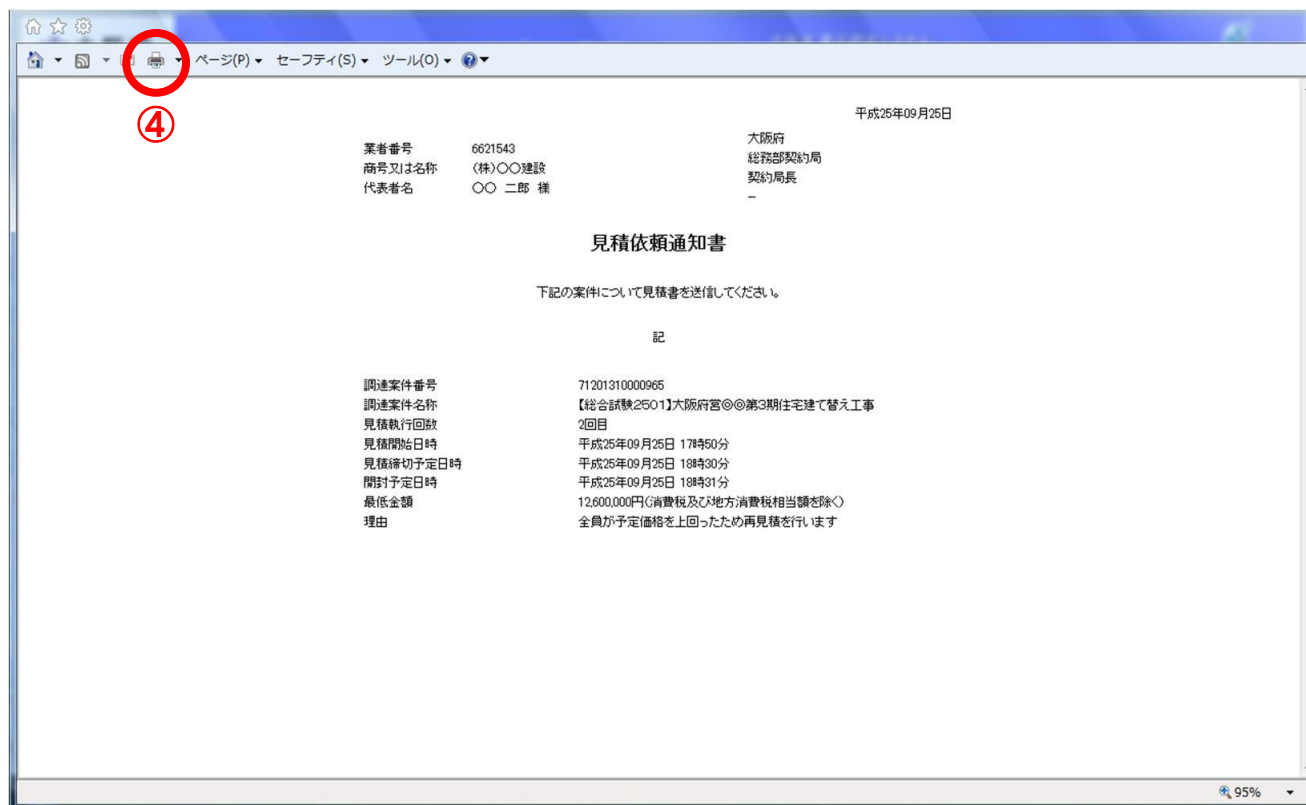 ページ(P) セーフティ(S) ツール(O)
④
平成25年09月25日
大阪府
総務部契約局
契約局長
－
業者番号 6621543
商号又は名称 (株)〇〇建設
代表者名 〇〇 二郎 様
見積依頼通知書
下記の案件について見積書を送信してください。
記
調達案件番号 71201310000965
調達案件名称 【総合試験2501】大阪府営◎◎第3期住宅建て替え工事
見積執行回数 2回目
見積開始日時 平成25年09月25日 17時50分
見積締切予定日時 平成25年09月25日 18時30分
開封予定日時 平成25年09月25日 18時31分
最低金額 12,600,000円(消費税及び地方消費税相当額を除く)
理由 全員が予定価格を上回ったため再見積を行います
95%